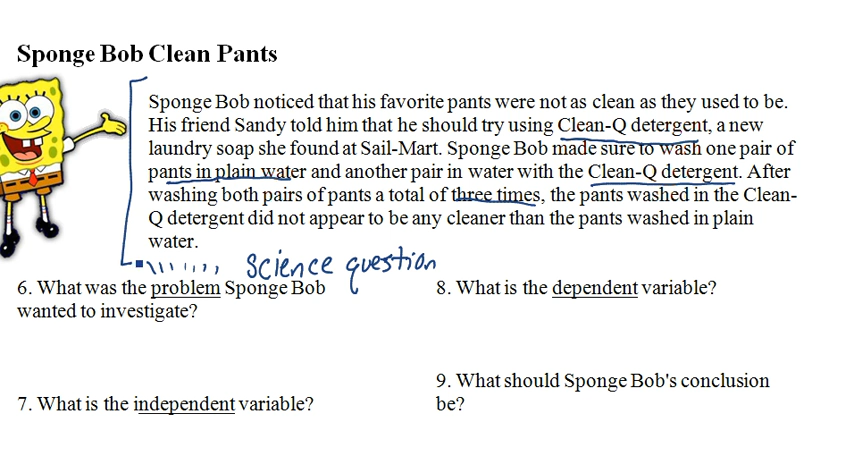 Sponge Bob Clean Pants
Sponge Bob noticed that his favorite pants were not as clean as they used to be.
His friend Sandy told him that he should try using Clean-Q detergent, a new
laundry soap she found at Sail-Mart. Sponge Bob made sure to wash one pair of
pants in plain water and another pair in water with the Clean-Q detergent. After
washing both pairs of pants a total of three times, the pants washed in the Clean-
Q detergent did not appear to be any cleaner than the pants washed in plain
water.
Science question
6. What was the problem Sponge Bob
wanted to investigate?
7. What is the independent variable?
8. What is the dependent variable?
9. What should Sponge Bob's conclusion
be?